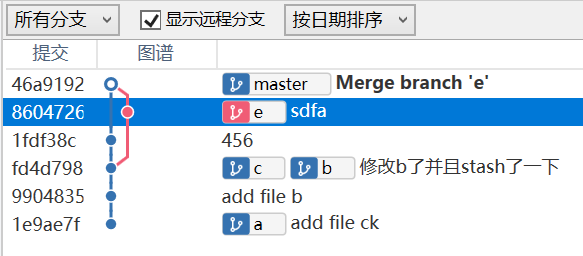 所有分支 显示远程分支 按日期排序
提交 图谱
46a9192 master Merge branch 'e'
8604726 e sdfa
1fdf38c 456
fd4d798 c b 修改b了并且stash了一下
9904835 add file b
1e9ae7f a add file ck